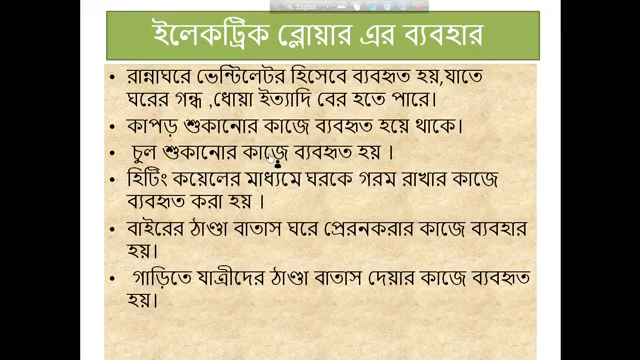 ইলেকট্রিক ব্লোয়ার এর ব্যবহার
• রান্নাঘরে ভেন্টিলেটর হিসেবে ব্যবহৃত হয়,যাতে
ঘরের গন্ধ ,ধোয়া ইত্যাদি বের হতে পারে।
• কাপড় শুকানোর কাজে ব্যবহৃত হয়ে থাকে।
• চুল শুকানোর কাজে ব্যবহৃত হয় ।
• হিটিং কয়েলের মাধ্যমে ঘরকে গরম রাখার কাজে
ব্যবহৃত করা হয় ।
• বাইরের ঠাণ্ডা বাতাস ঘরে প্রেরনকরার কাজে ব্যবহার
হয়।
• গাড়িতে যাত্রীদের ঠাণ্ডা বাতাস দেয়ার কাজে ব্যবহৃত
হয়।